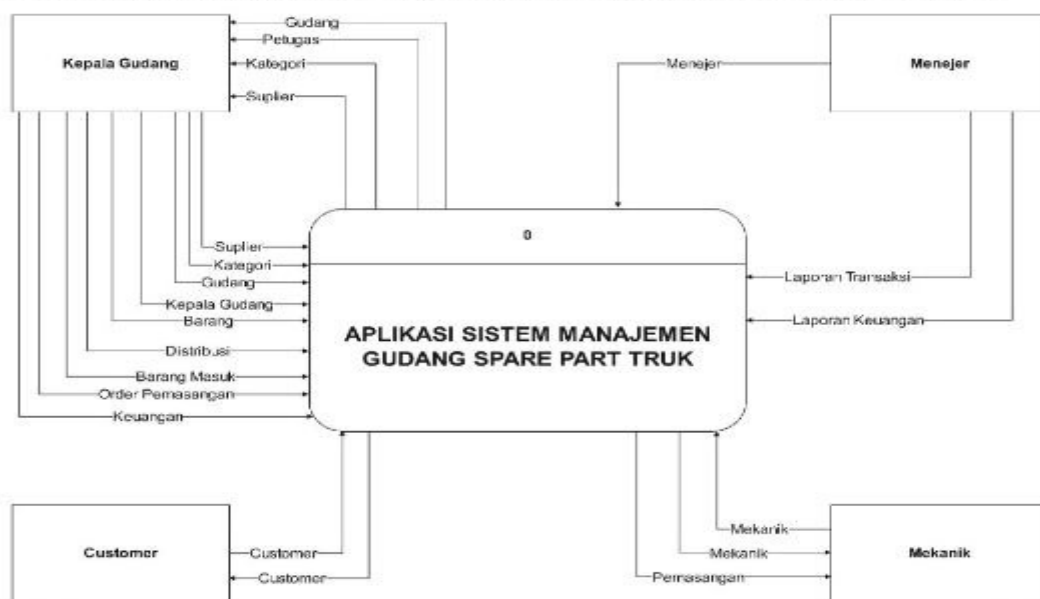 Gudang
Petugas
Kepala Gudang
Kategori
Menejer
Menejer
Suplier
0
Suplier
Kategori
Gudang
Laporan Transaksi
Kepala Gudang
Barang
Laporan Keuangan
APLIKASI SISTEM MANAJEMEN
GUDANG SPARE PART TRUK
Distribusi
Barang Masuk
Order Pemasangan
Keuangan
Mekanik
Customer
Customer
Mekanik
Mekanik
Customer
Pemasangan